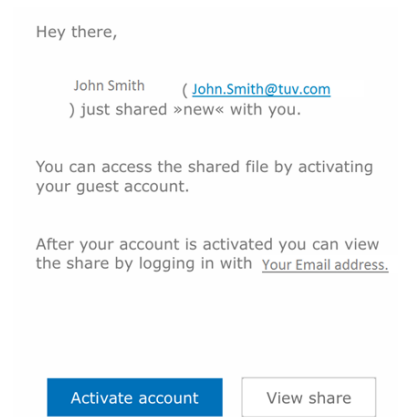 Hey there,
John Smith ( John.Smith@tuv.com
) just shared »new« with you.
You can access the shared file by activating
your guest account.
After your account is activated you can view
the share by logging in with Your Email address.
Activate account View share